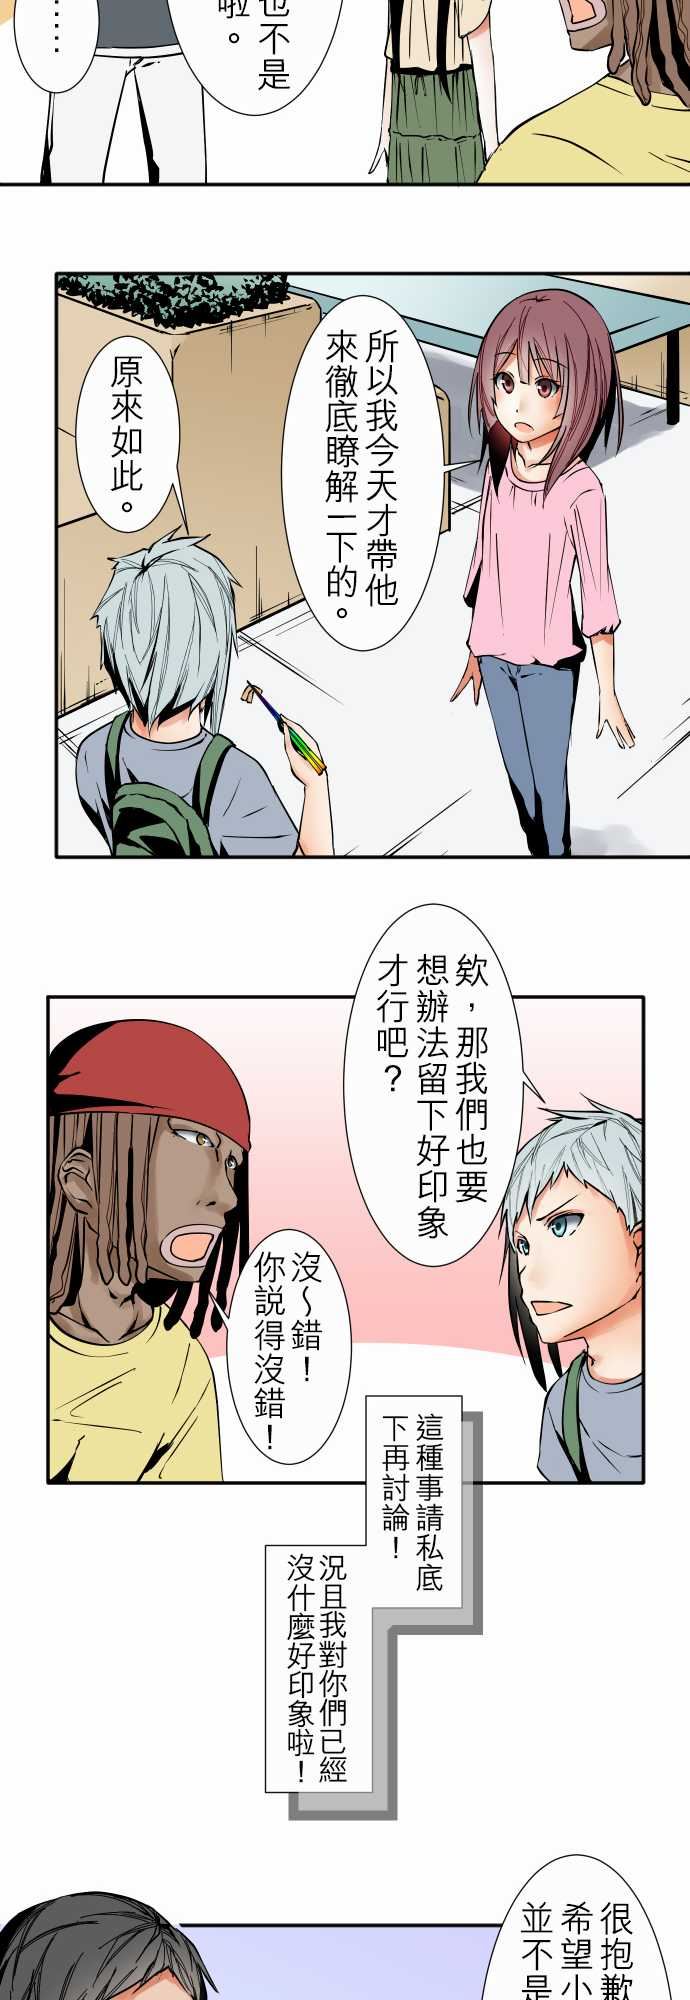 也不是
啦。
……
所以我今天才帶他
來徹底瞭解一下的。
原來如此。
欸，那我們也要
想辦法留下好印象
才行吧？
沒～錯！
你說得沒錯！
這種事請私底
下再討論！
況且我對你們已經
沒什麼好印象啦！
很抱歉
希望小
並不是